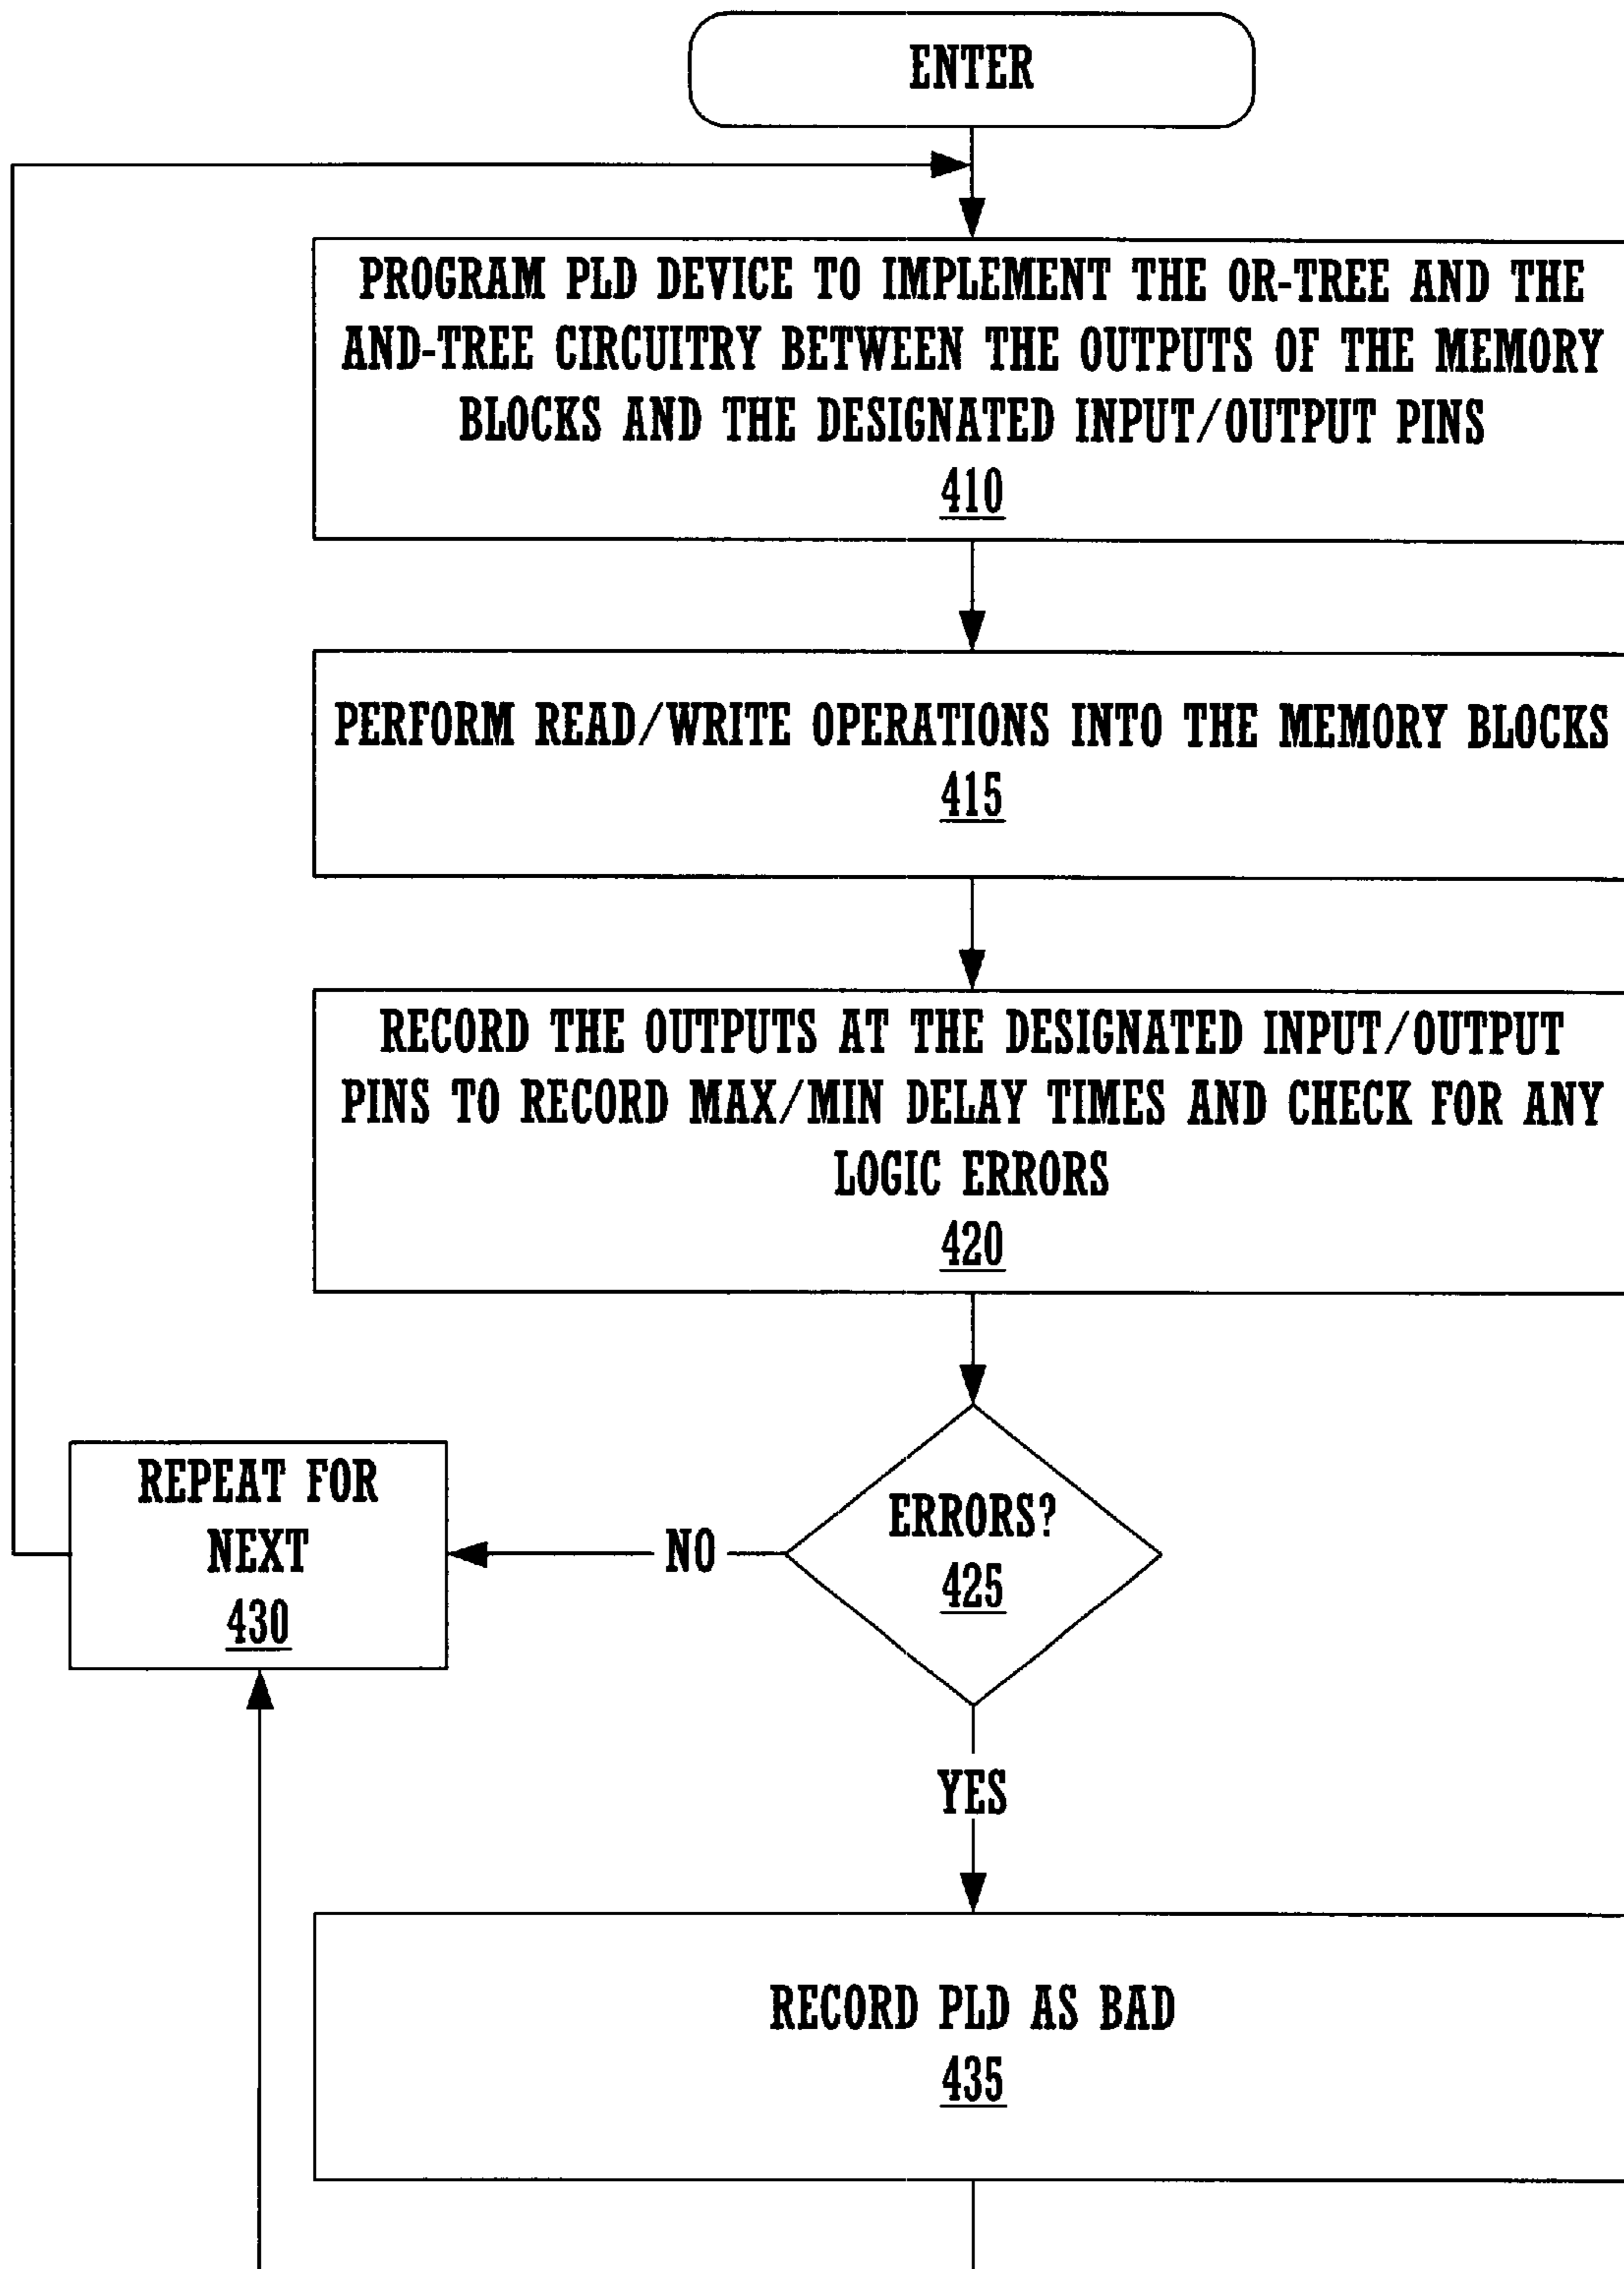 ENTER
PROGRAM PLD DEVICE TO IMPLEMENT THE OR-TREE AND THE
AND-TREE CIRCUITRY BETWEEN THE OUTPUTS OF THE MEMORY
BLOCKS AND THE DESIGNATED INPUT/OUTPUT PINS
410
PERFORM READ/WRITE OPERATIONS INTO THE MEMORY BLOCKS
415
RECORD THE OUTPUTS AT THE DESIGNATED INPUT/OUTPUT
PINS TO RECORD MAX/MIN DELAY TIMES AND CHECK FOR ANY
LOGIC ERRORS
420
ERRORS?
425
NO
REPEAT FOR
NEXT
430
YES
RECORD PLD AS BAD
435